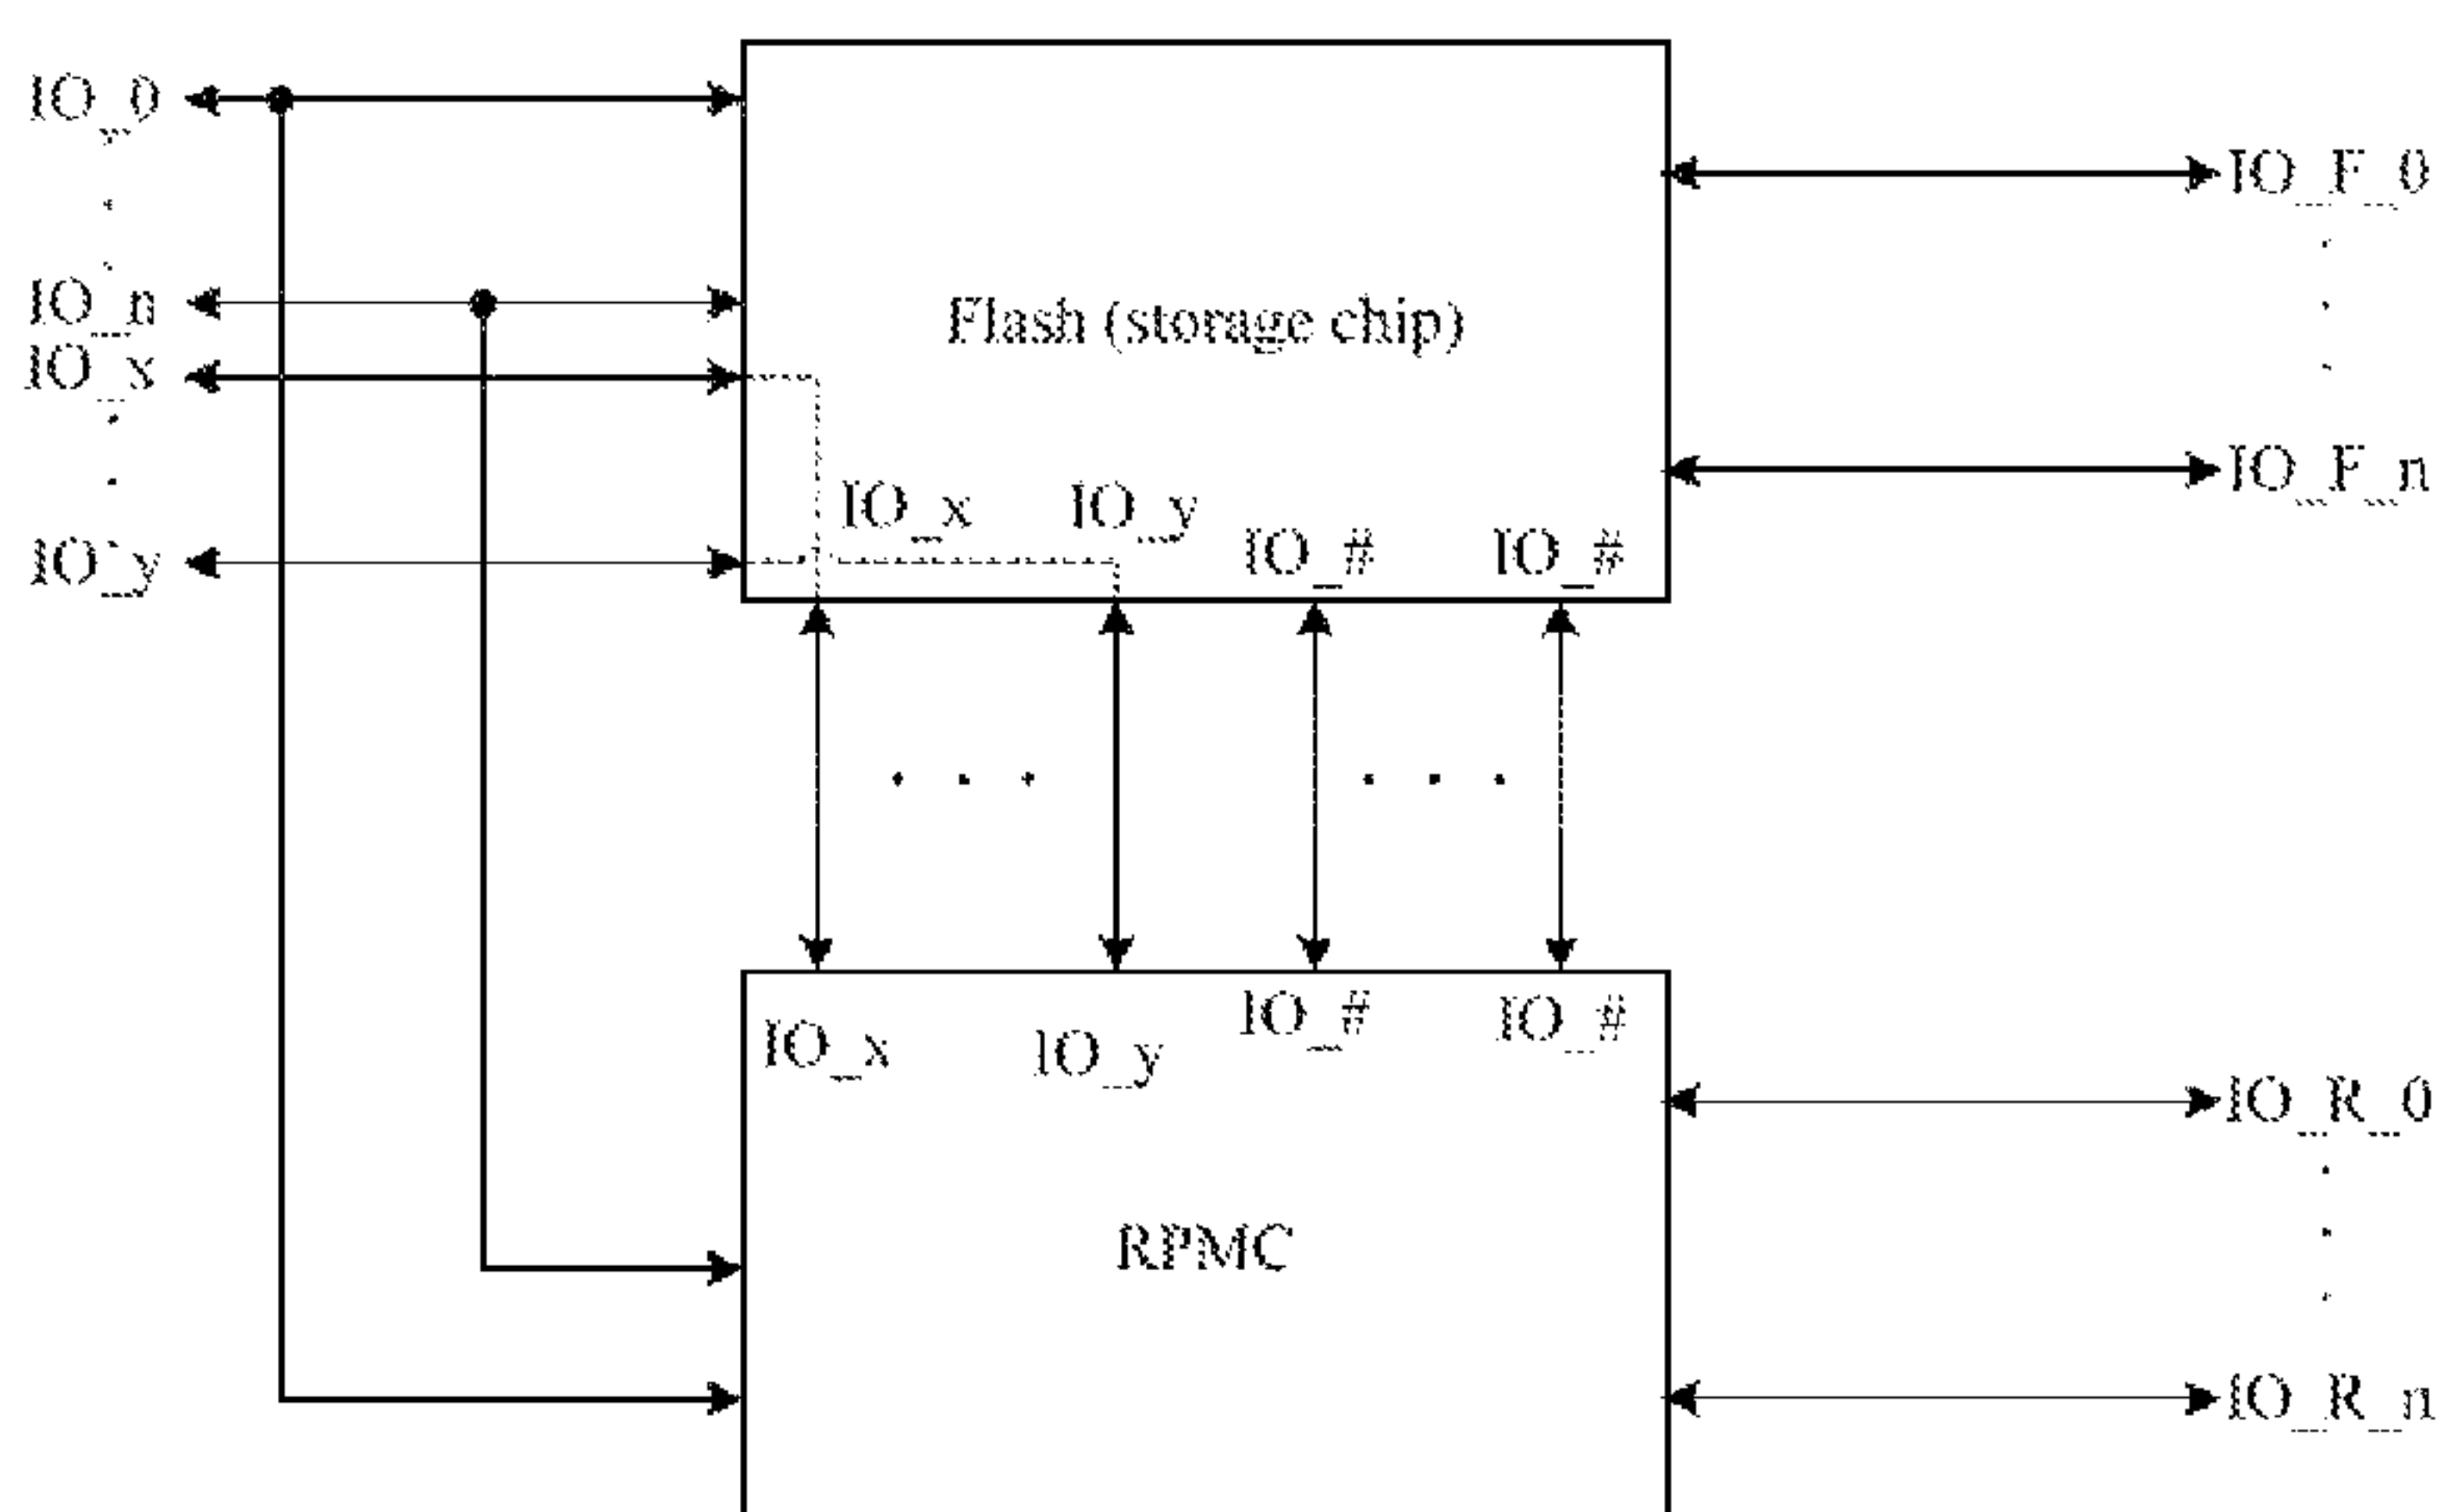 IO_0
IO_n
IO_x
IO_y
Flash (storage chip)
IO_x
IO_y
IO_#
IO_#
IO_F_0
IO_F_n
IO_x
IO_y
IO_#
IO_#
RPMC
IO_R_0
IO_R_n